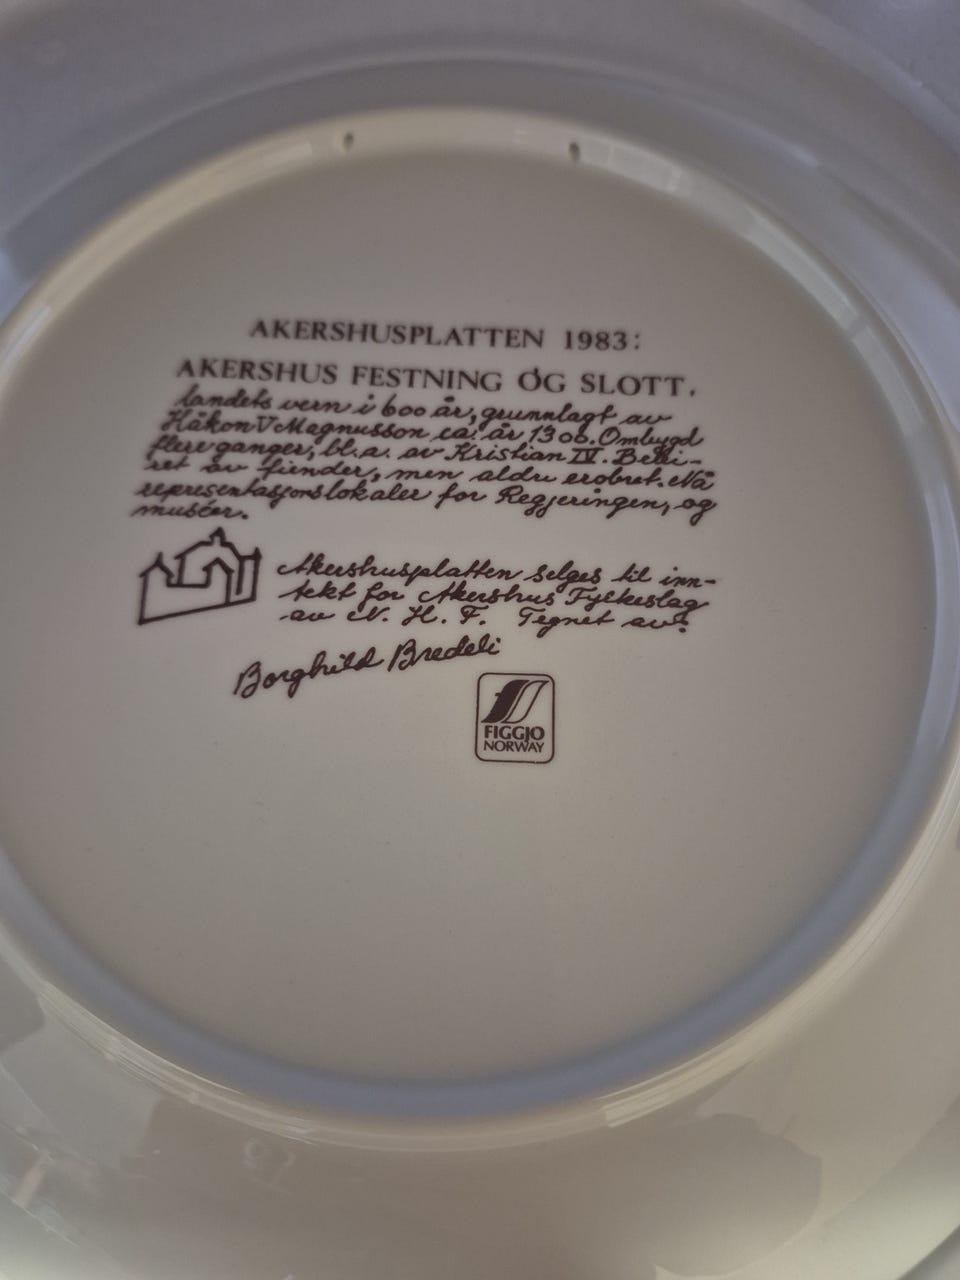 AKERSHUSPLATTEN 1983:
AKERSHUS FESTNING OG SLOTT.
landets vern i 600 år, grunnlagt av
Håkon V Magnusson ca. år 1300. Ombygd
flere ganger, bl.a. av Kristian IV. Belei-
ret av fiender, men aldri erobret. Nå
representasjonslokaler for Regjeringen, og
muséer.
Akershusplatten selges til inn-
tekt for Akershus Fylkeslag
av N. H. F. Tegnet av:
Borghild Bredeli
FIGGJO
NORWAY